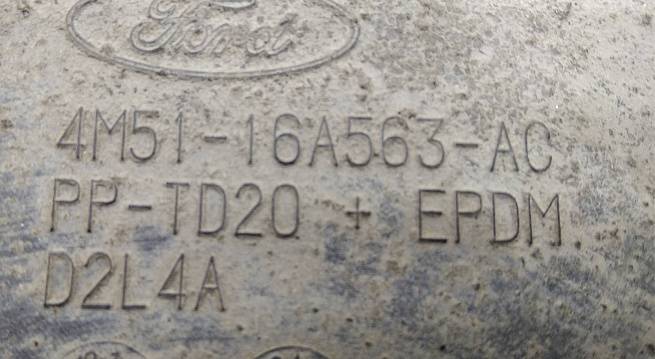 Ford
4M51-16A563-AC
PP-TD20 + EPDM
D2L4A